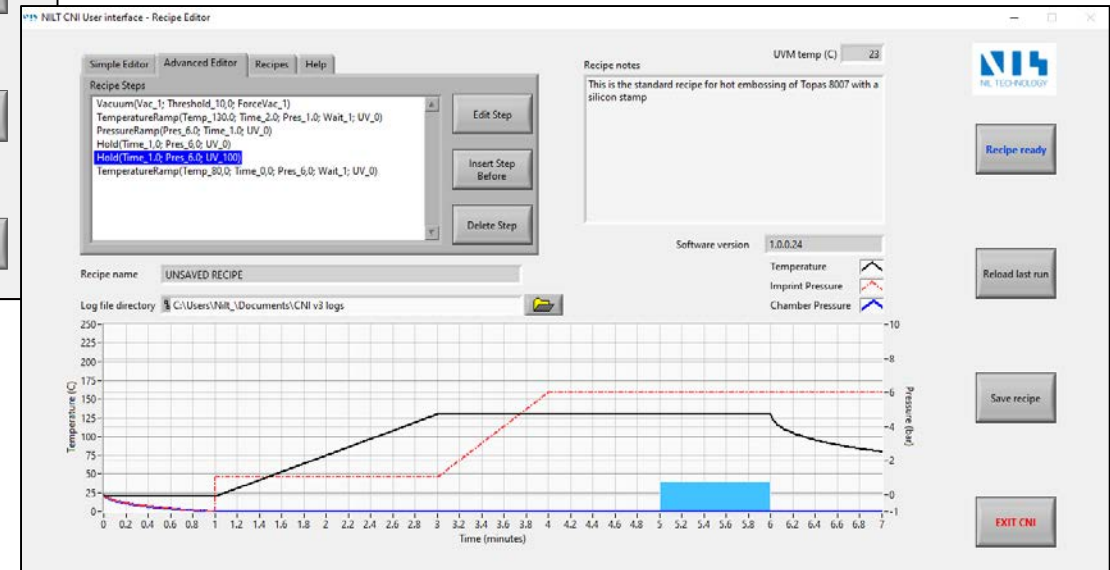 NILT CNI User interface - Recipe Editor
Simple Editor Advanced Editor Recipes Help
Recipe Steps
Vacuum(Vac_1; Threshold_10,0; ForceVac_1)
TemperatureRamp(Temp_130.0; Time_2.0; Pres_1.0; Wait_1; UV_0)
PressureRamp(Pres_6.0; Time_1.0; UV_0)
Hold(Time_1,0; Pres_6,0; UV_0)
Hold(Time_1.0; Pres_6.0; UV_100)
TemperatureRamp(Temp_80,0; Time_0,0; Pres_6,0; Wait_1; UV_0)
Edit Step
Insert Step
Before
Delete Step
UVM temp (C) 23
Recipe notes
This is the standard recipe for hot embossing of Topas 8007 with a
silicon stamp
NIL TECHNOLOGY
Recipe ready
Software version 1.0.0.24
Recipe name UNSAVED RECIPE
Log file directory C:\Users\Nilt_\Documents\CNI v3 logs
Temperature
Imprint Pressure
Chamber Pressure
Reload last run
Save recipe
EXIT CNI
Temperature (C)
250
225
200
175
150
125
100
75
50
25
0
10
8
6
4
2
0
-1
Pressure (bar)
0 0.2 0.4 0.6 0.8 1 1.2 1.4 1.6 1.8 2 2.2 2.4 2.6 2.8 3 3.2 3.4 3.6 3.8 4 4.2 4.4 4.6 4.8 5 5.2 5.4 5.6 5.8 6 6.2 6.4 6.6 6.8 7
Time (minutes)